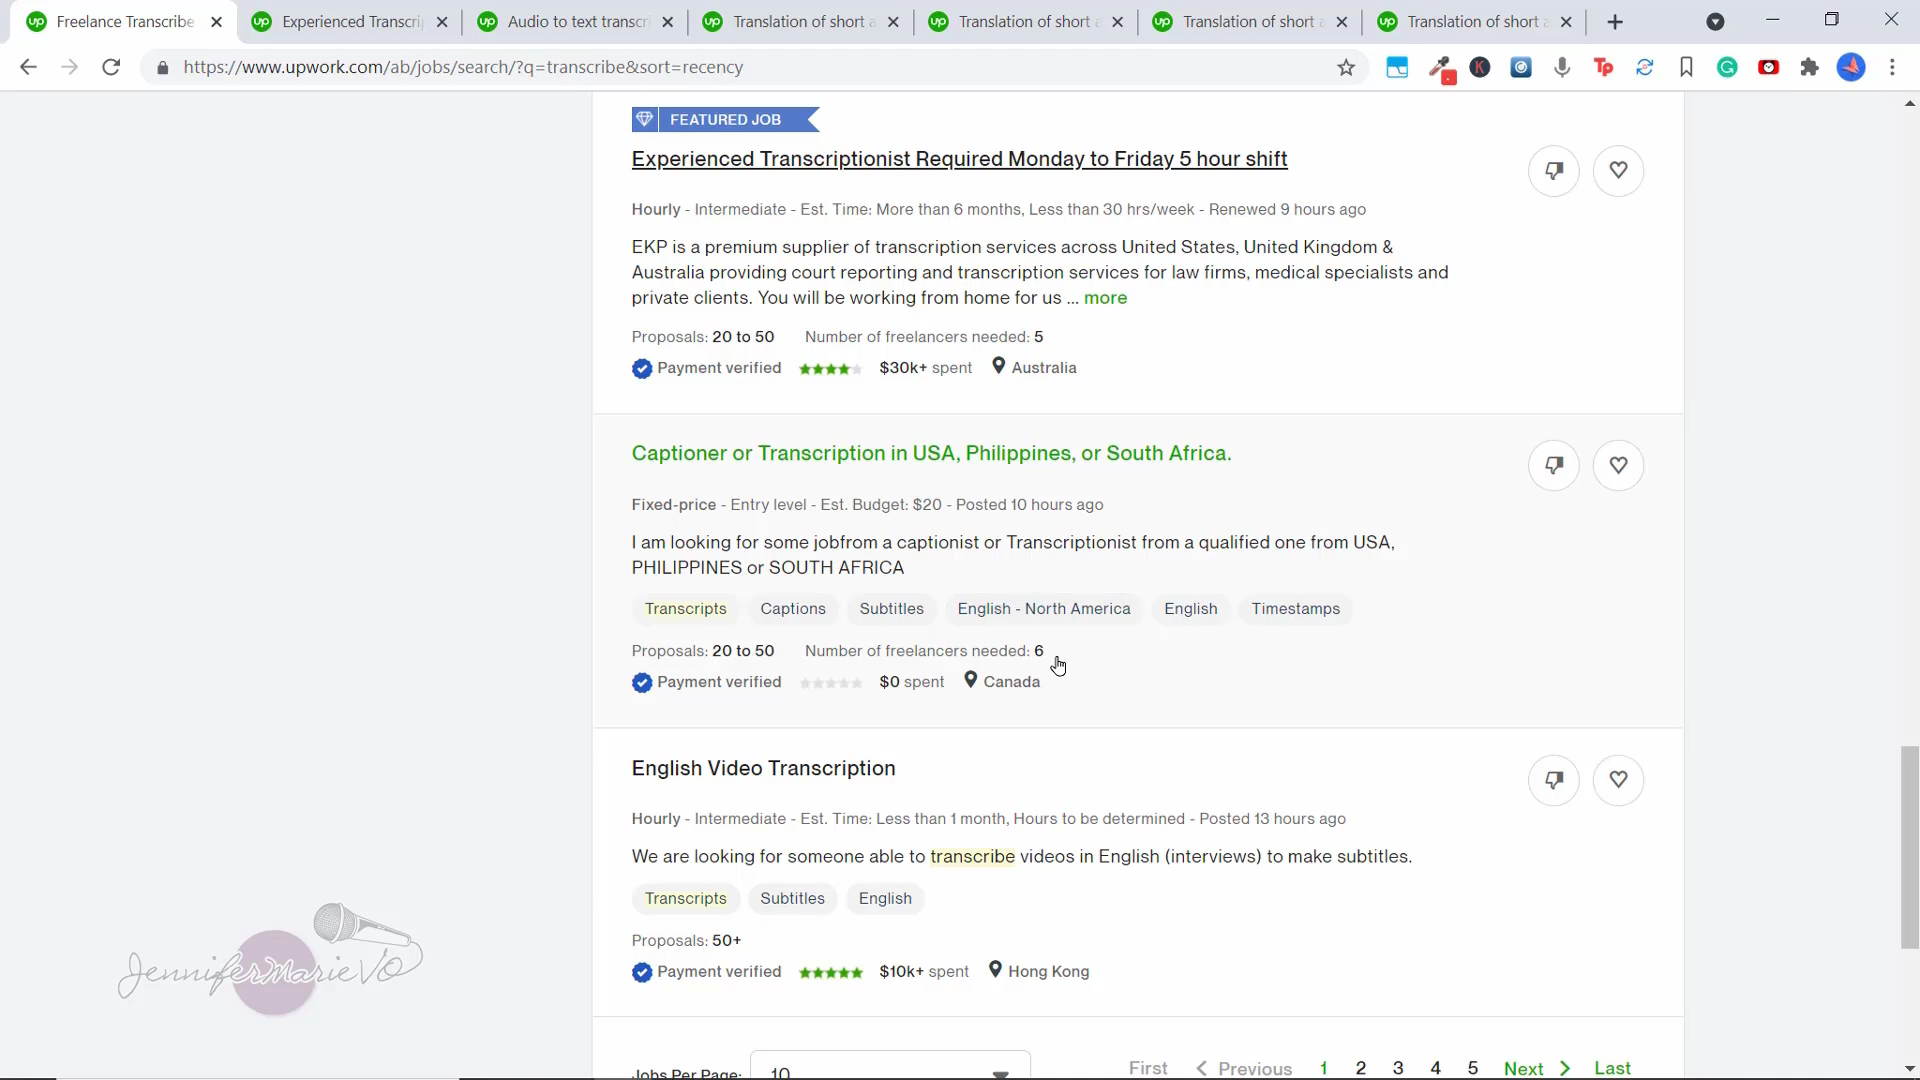 Freelance Transcribe
Experienced Transcri
Audio to text transcri
Translation of short a
Translation of short a
Translation of short a
Translation of short a
https://www.upwork.com/ab/jobs/search/?q=transcribe&sort=recency
FEATURED JOB
Experienced Transcriptionist Required Monday to Friday 5 hour shift
Hourly - Intermediate - Est. Time: More than 6 months, Less than 30 hrs/week - Renewed 9 hours ago
EKP is a premium supplier of transcription services across United States, United Kingdom &
Australia providing court reporting and transcription services for law firms, medical specialists and
private clients. You will be working from home for us ... more
Proposals: 20 to 50 Number of freelancers needed: 5
Payment verified $30k+ spent Australia
Captioner or Transcription in USA, Philippines, or South Africa.
Fixed-price - Entry level - Est. Budget: $20 - Posted 10 hours ago
I am looking for some jobfrom a captionist or Transcriptionist from a qualified one from USA,
PHILIPPINES or SOUTH AFRICA
Transcripts Captions Subtitles English - North America English Timestamps
Proposals: 20 to 50 Number of freelancers needed: 6
Payment verified $0 spent Canada
English Video Transcription
Hourly - Intermediate - Est. Time: Less than 1 month, Hours to be determined - Posted 13 hours ago
We are looking for someone able to transcribe videos in English (interviews) to make subtitles.
Transcripts Subtitles English
Proposals: 50+
Payment verified $10k+ spent Hong Kong
JenniferMarieVO
Jobs Per Page: 10 First Previous 1 2 3 4 5 Next Last